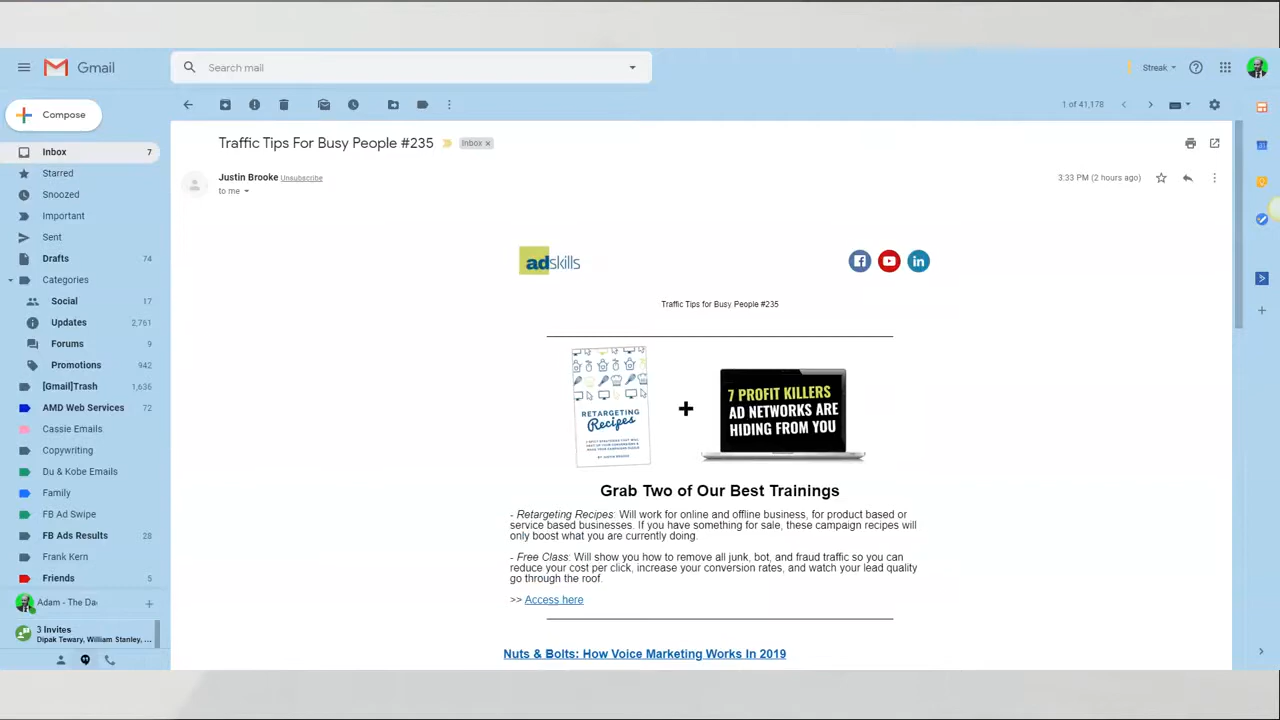 Gmail
Search mail
Streak
Compose
1 of 41,178
Inbox 7
Starred
Snoozed
Important
Sent
Drafts 74
Categories
Social 17
Updates 2,761
Forums 9
Promotions 942
[Gmail]Trash 1,636
AMD Web Services 72
Cassie Emails
Copywriting
Du & Kobe Emails
Family
FB Ad Swipe
FB Ads Results 28
Frank Kern
Friends 5
Adam - The Da
3 Invites
Dipak Tewary, William Stanley, ...
Traffic Tips For Busy People #235
Inbox x
Justin Brooke Unsubscribe
3:33 PM (2 hours ago)
to me
adskills
Traffic Tips for Busy People #235
RETARGETING
Recipes
BY JUSTIN BROOKE
+
7 PROFIT KILLERS
AD NETWORKS ARE
HIDING FROM YOU
Grab Two of Our Best Trainings
- Retargeting Recipes: Will work for online and offline business, for product based or
service based businesses. If you have something for sale, these campaign recipes will
only boost what you are currently doing.
- Free Class: Will show you how to remove all junk, bot, and fraud traffic so you can
reduce your cost per click, increase your conversion rates, and watch your lead quality
go through the roof.
>> Access here
Nuts & Bolts: How Voice Marketing Works In 2019